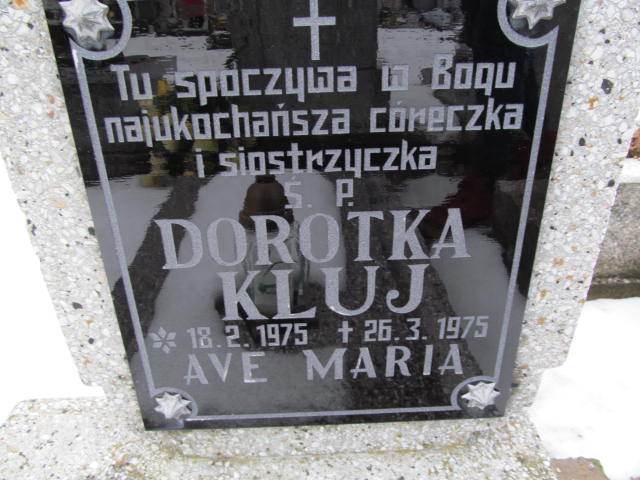 Tu spoczywa w Bogu
najukochańsza córeczka
i siostrzyczka
Ś. P.
DOROTKA
KLUJ
18. 2. 1975 + 26. 3. 1975
AVE MARIA